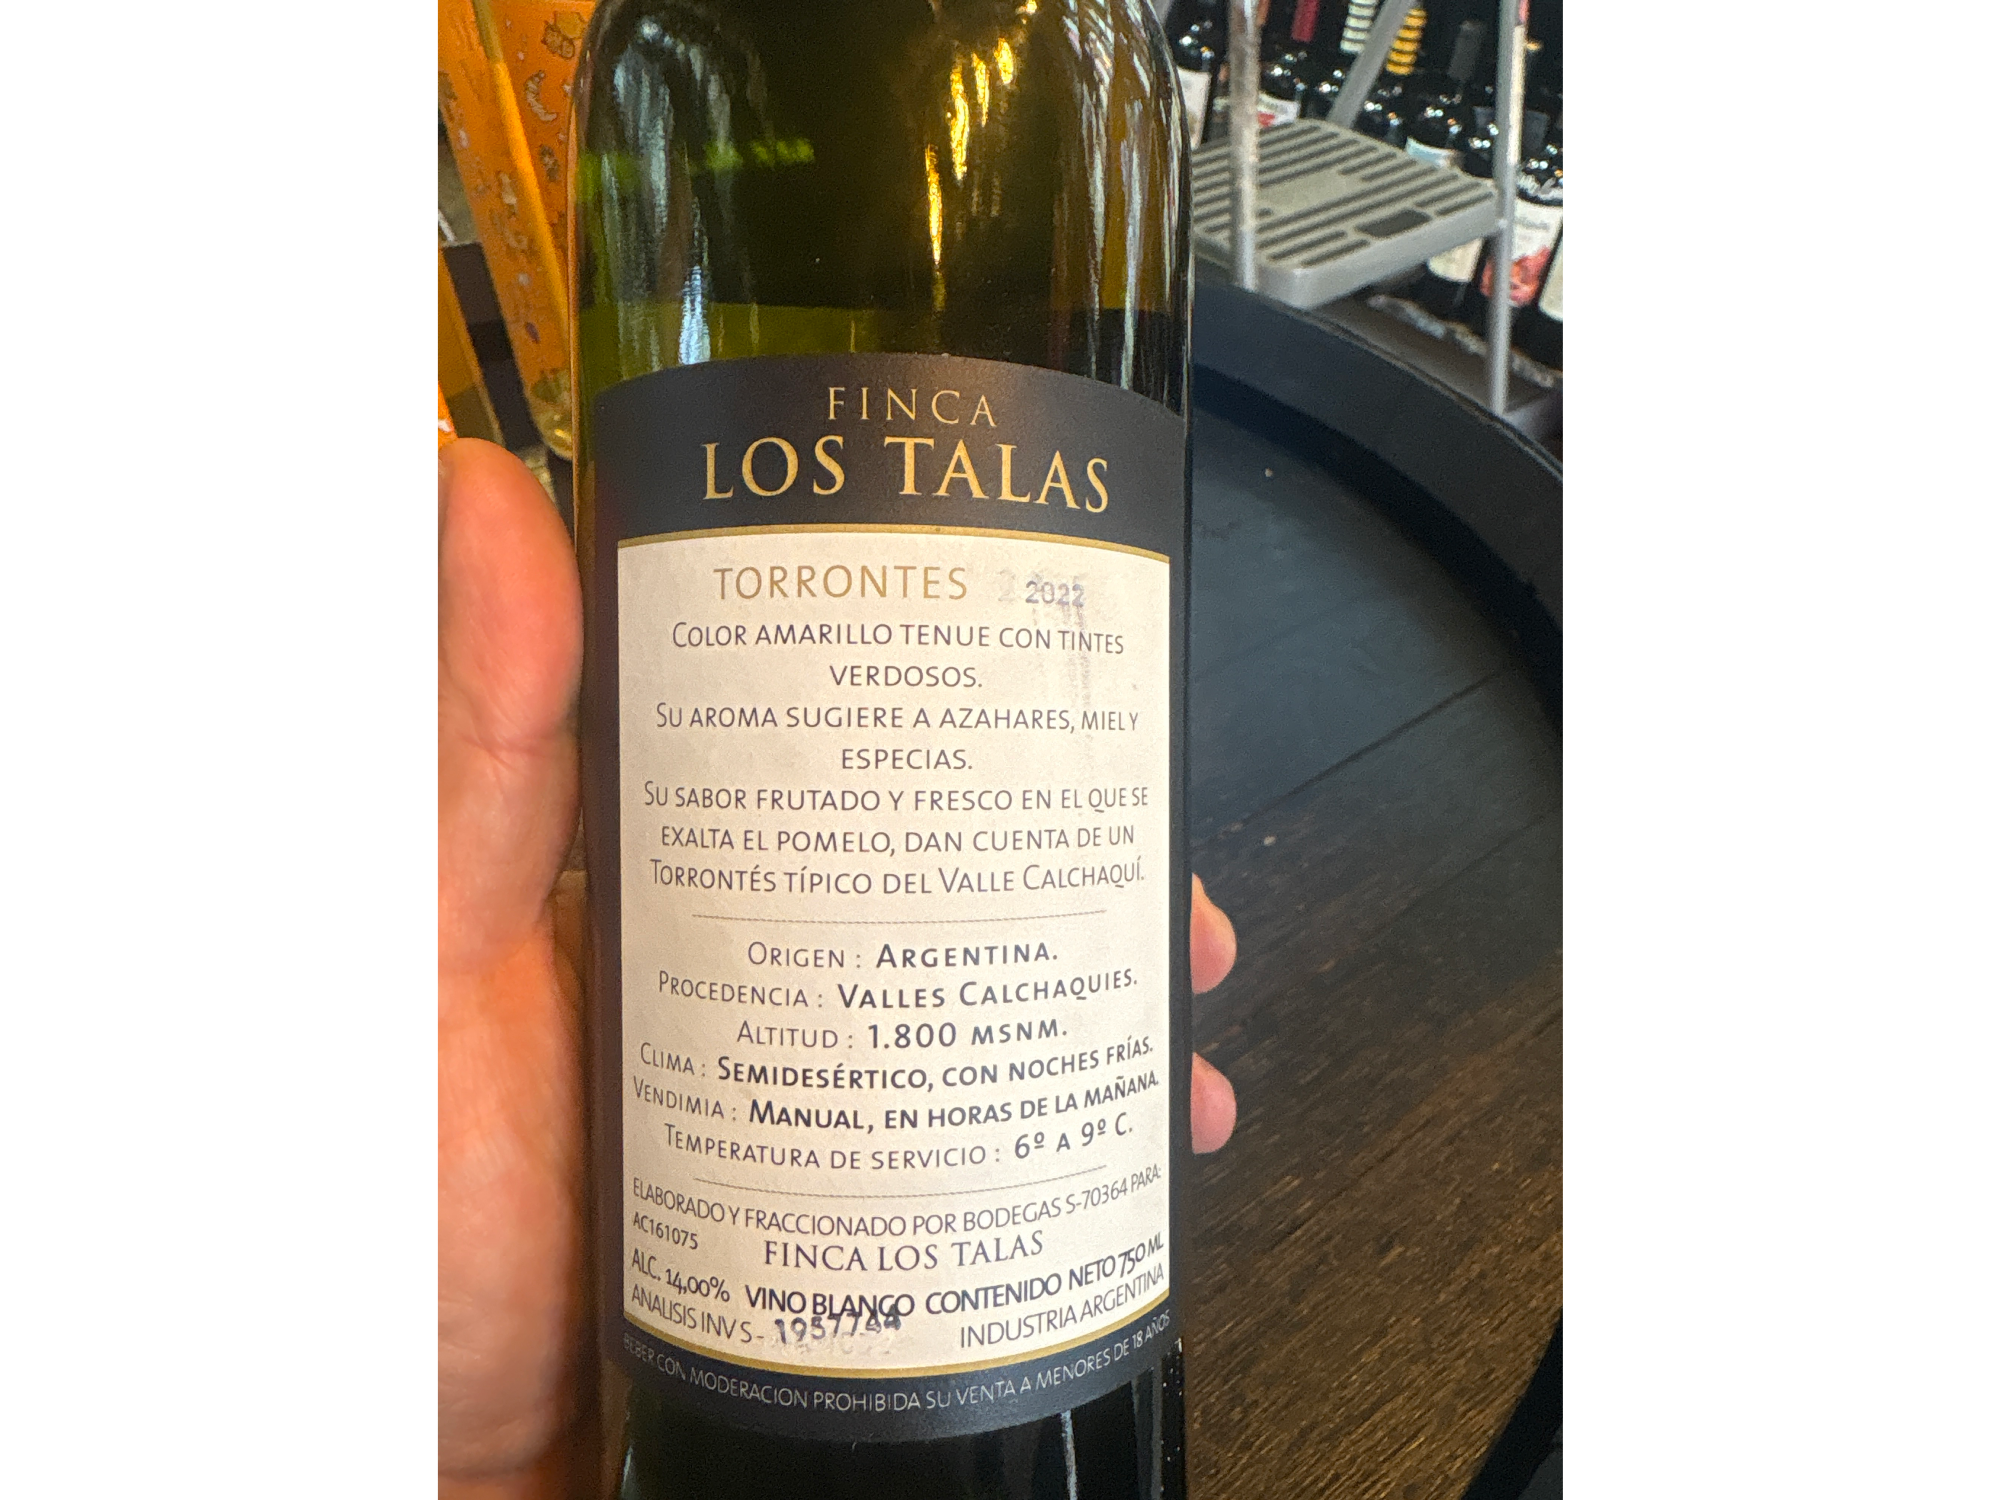 FINCA
LOS TALAS
TORRONTES 2022
COLOR AMARILLO TENUE CON TINTES
VERDOSOS.
SU AROMA SUGIERE A AZAHARES, MIEL Y
ESPECIAS.
SU SABOR FRUTADO Y FRESCO EN EL QUE SE
EXALTA EL POMELO, DAN CUENTA DE UN
TORRONTÉS TÍPICO DEL VALLE CALCHAQUÍ.
ORIGEN : ARGENTINA.
PROCEDENCIA : VALLES CALCHAQUIES.
ALTITUD : 1.800 MSNM.
CLIMA : SEMIDESÉRTICO, CON NOCHES FRÍAS.
VENDIMIA : MANUAL, EN HORAS DE LA MAÑANA.
TEMPERATURA DE SERVICIO : 6º A 9º C.
ELABORADO Y FRACCIONADO POR BODEGAS S-70364 PARA:
AC161075
FINCA LOS TALAS
ALC. 14,00% VINO BLANCO CONTENIDO NETO 750 ML
ANALISIS INV S- 1957744 INDUSTRIA ARGENTINA
BEBER CON MODERACION PROHIBIDA SU VENTA A MENORES DE 18 AÑOS